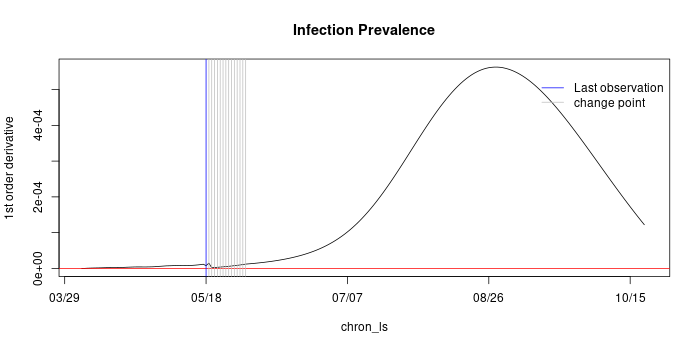 Infection Prevalence
1st order derivative
4e-04
2e-04
0e+00
Last observation
change point
03/29 05/18 07/07 08/26 10/15
chron_ls